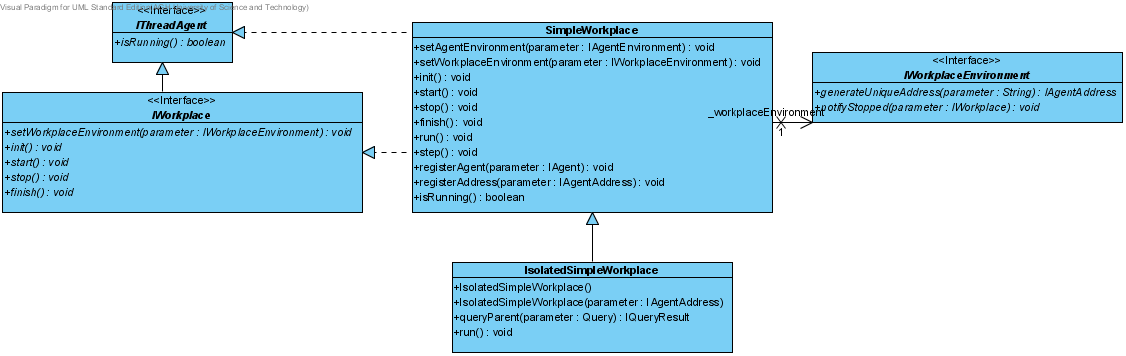 Visual Paradigm for UML Standard Edition(AGH University of Science and Technology)
<<Interface>>
IThreadAgent
+isRunning() : boolean
<<Interface>>
IWorkplace
+setWorkplaceEnvironment(parameter : IWorkplaceEnvironment) : void
+init() : void
+start() : void
+stop() : void
+finish() : void
SimpleWorkplace
+setAgentEnvironment(parameter : IAgentEnvironment) : void
+setWorkplaceEnvironment(parameter : IWorkplaceEnvironment) : void
+init() : void
+start() : void
+stop() : void
+finish() : void
+run() : void
+step() : void
+registerAgent(parameter : IAgent) : void
+registerAddress(parameter : IAgentAddress) : void
+isRunning() : boolean
_workplaceEnvironment
1
<<Interface>>
IWorkplaceEnvironment
+generateUniqueAddress(parameter : String) : IAgentAddress
+notifyStopped(parameter : IWorkplace) : void
IsolatedSimpleWorkplace
+IsolatedSimpleWorkplace()
+IsolatedSimpleWorkplace(parameter : IAgentAddress)
+queryParent(parameter : Query) : IQueryResult
+run() : void